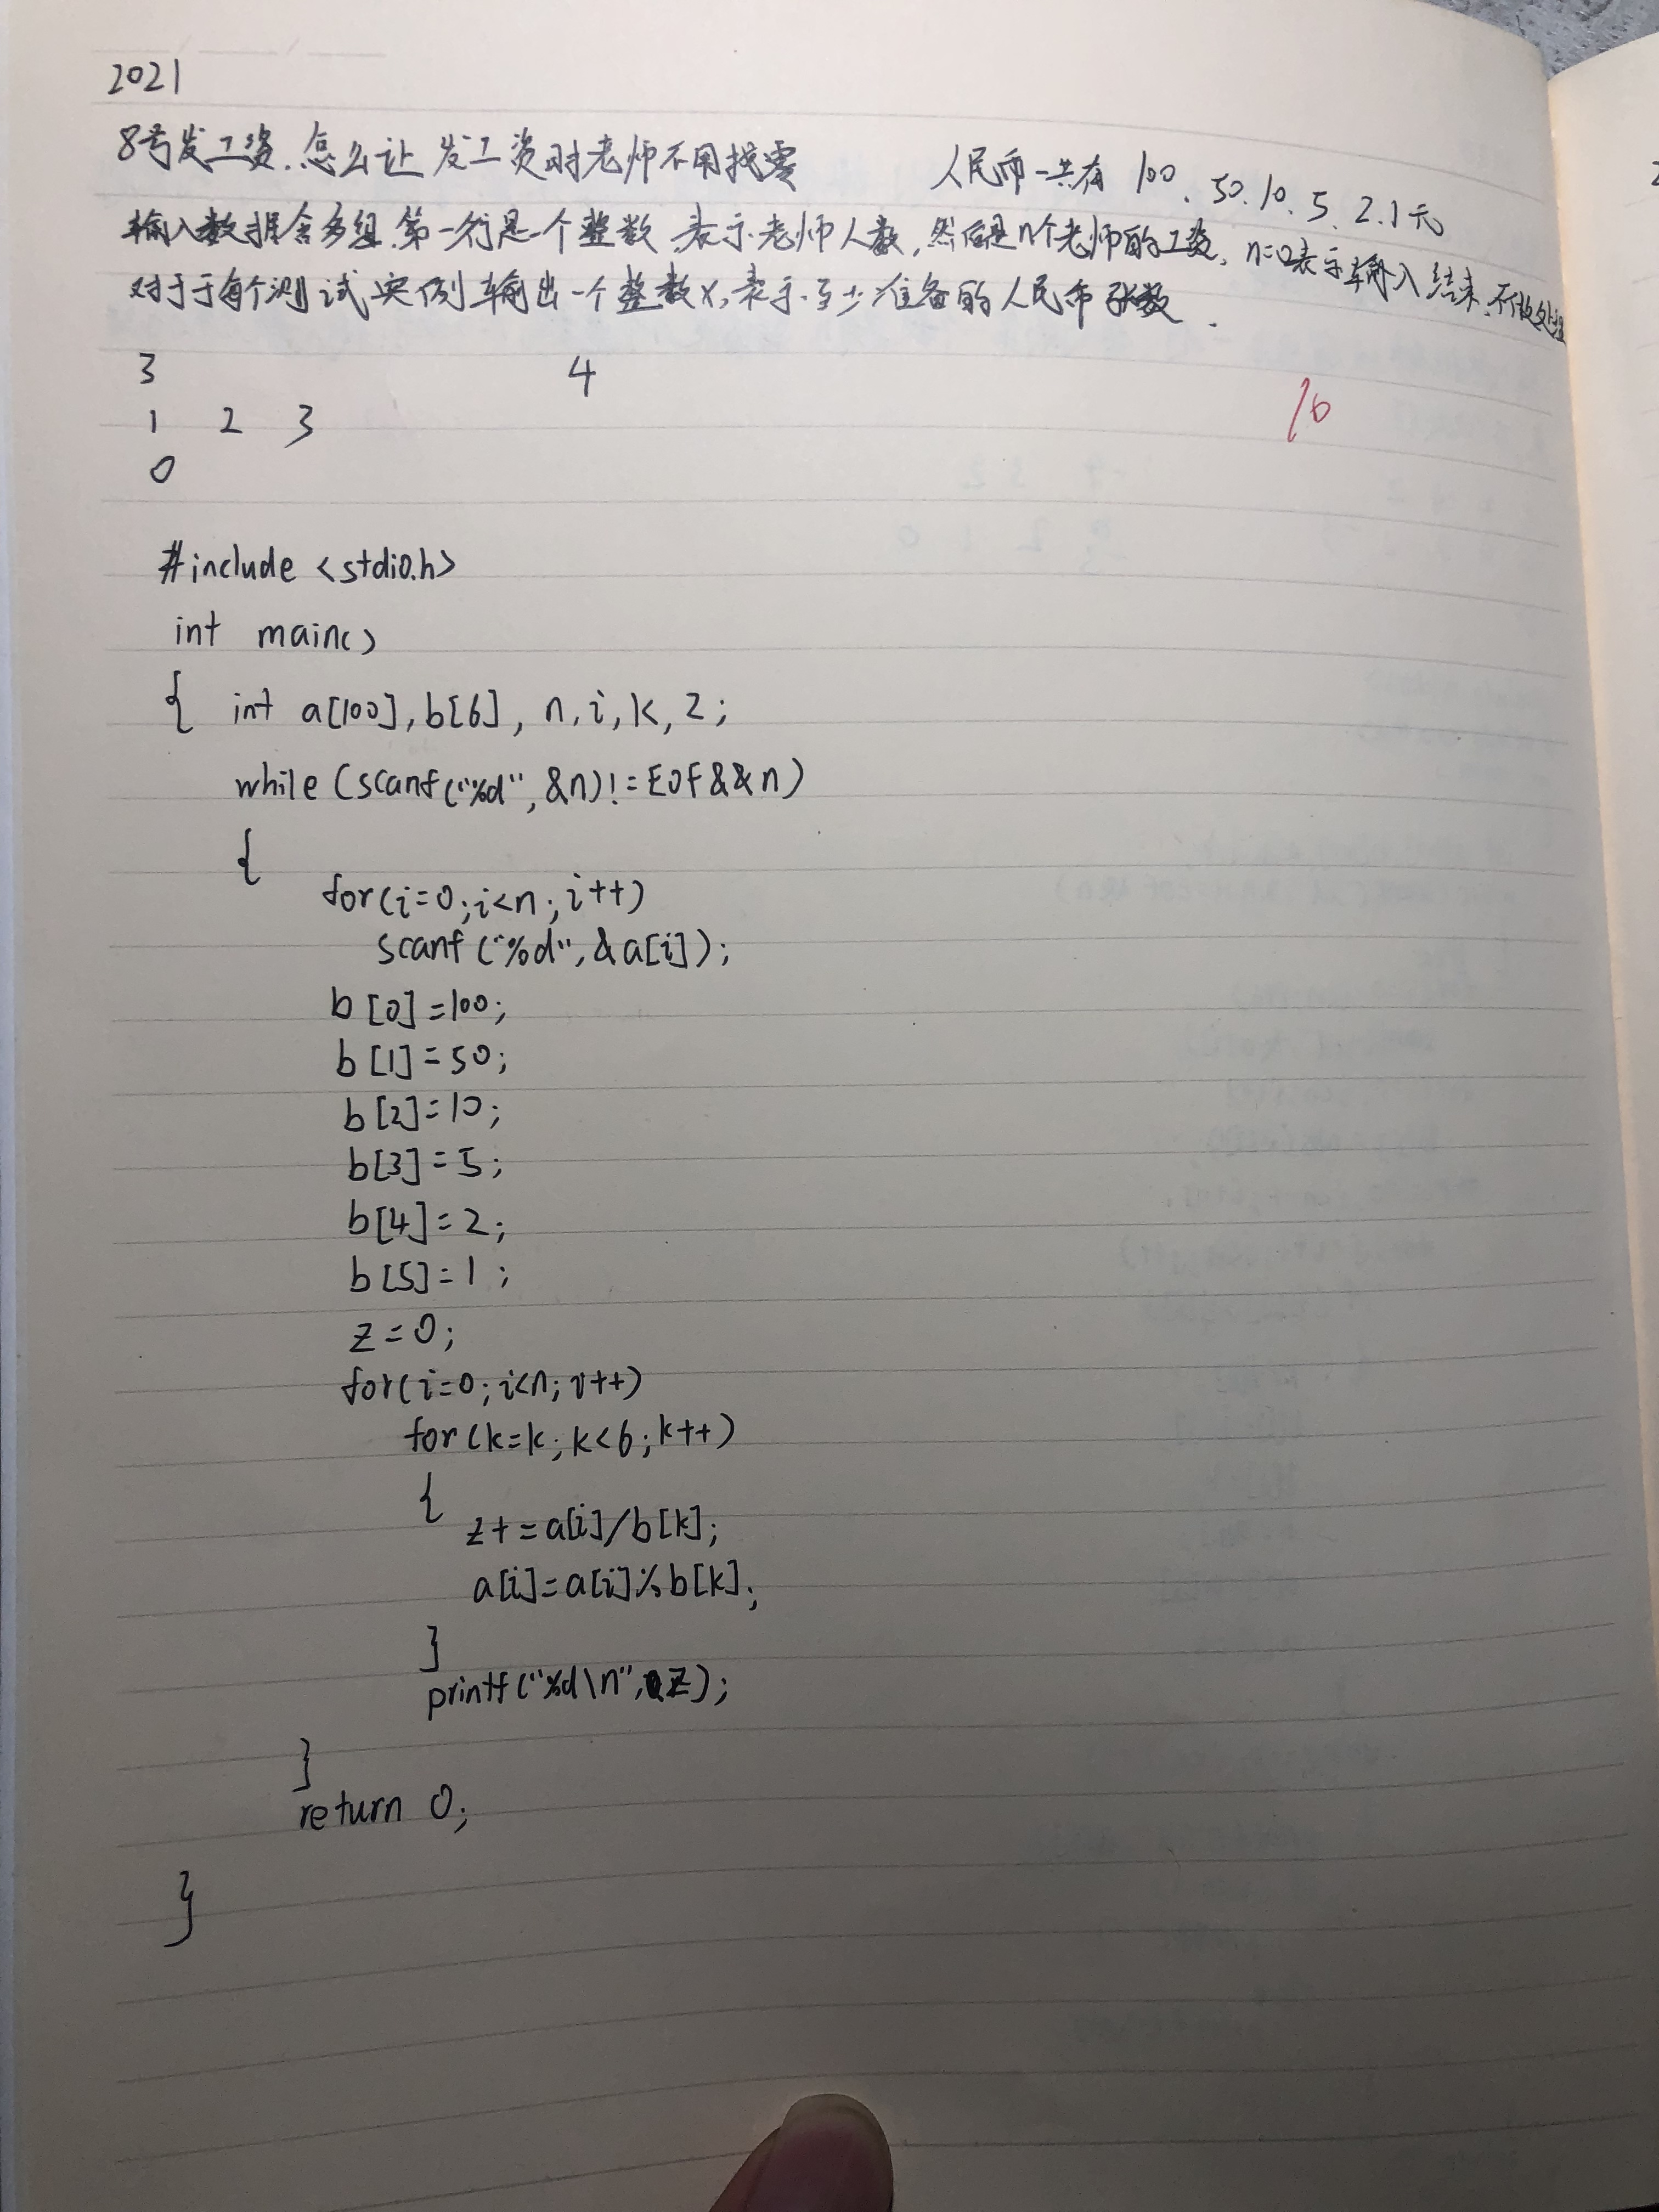 2021
8号发工资.怎么让发工资时老师不用找零 人民币一共有 100、50.10、5、2.1元
输入数据含多组.第一行是一个整数,表示老师人数,然后是n个老师的工资,n=0表示输入结束,不做处理
对于于每个测试实例输出一个整数x,表示至少准备的人民币张数.
3 4
1 2 3 16
0
#include <stdio.h>
int main()
{ int a[100],b[6],n,i,k,z;
while(scanf("%d",&n)!=EOF&&n)
{
for(i=0;i<n;i++)
scanf("%d",&a[i]);
b[0]=100;
b[1]=50;
b[2]=10;
b[3]=5;
b[4]=2;
b[5]=1;
z=0;
for(i=0;i<n;i++)
for(k=k;k<6;k++)
{
z+=a[i]/b[k];
a[i]=a[i]%b[k];
}
printf("%d\n",z);
}
return 0;
}